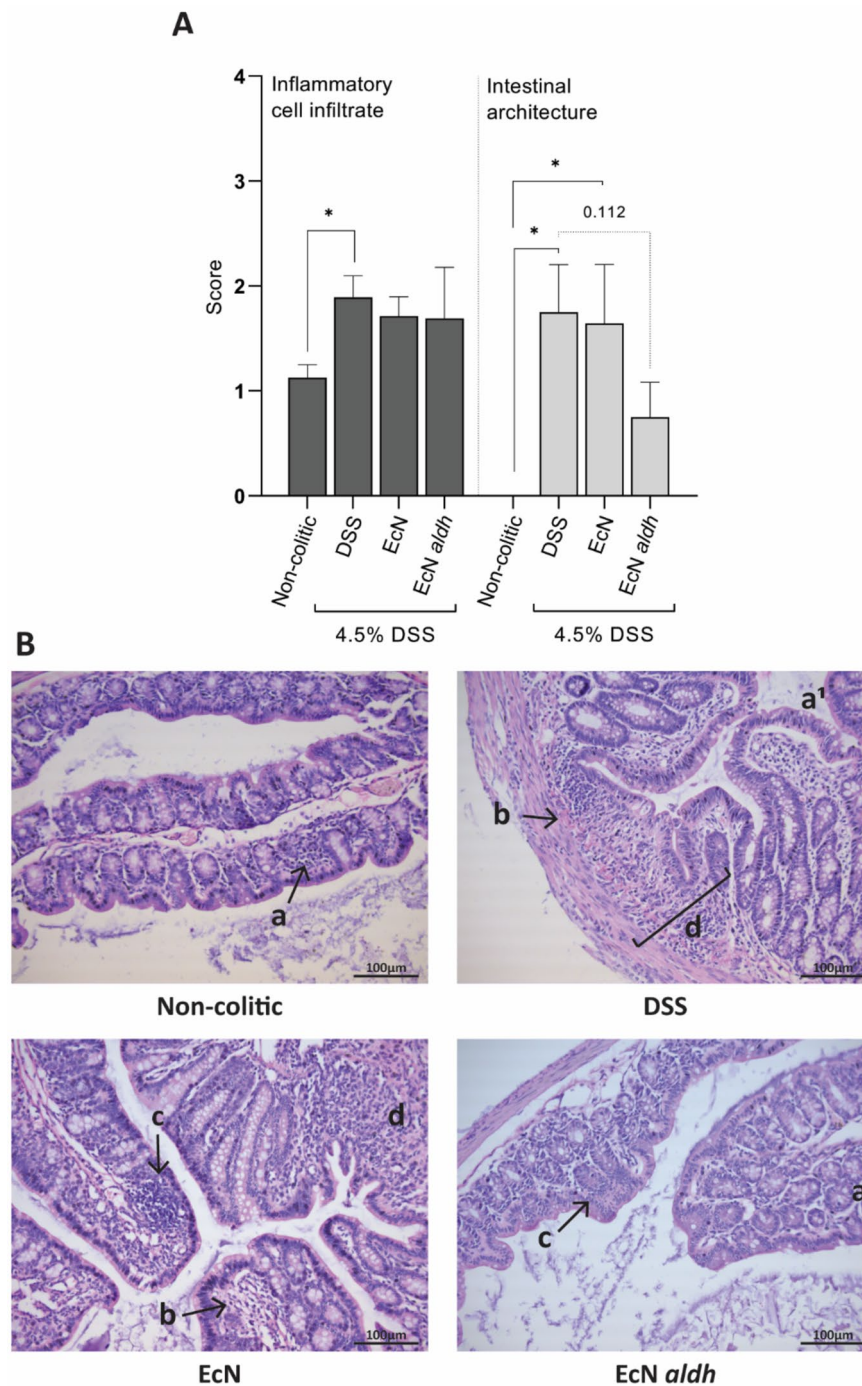 A
Inflammatory
cell infiltrate
Intestinal
architecture
4
3
2
1
0
Score
*
*
*
0.112
Non-colitic
DSS
EcN
EcN aldh
Non-colitic
DSS
EcN
EcN aldh
4.5% DSS
4.5% DSS
B
a
100µm
Non-colitic
a¹
b
d
100µm
DSS
c
d
b
100µm
EcN
c
a
100µm
EcN aldh